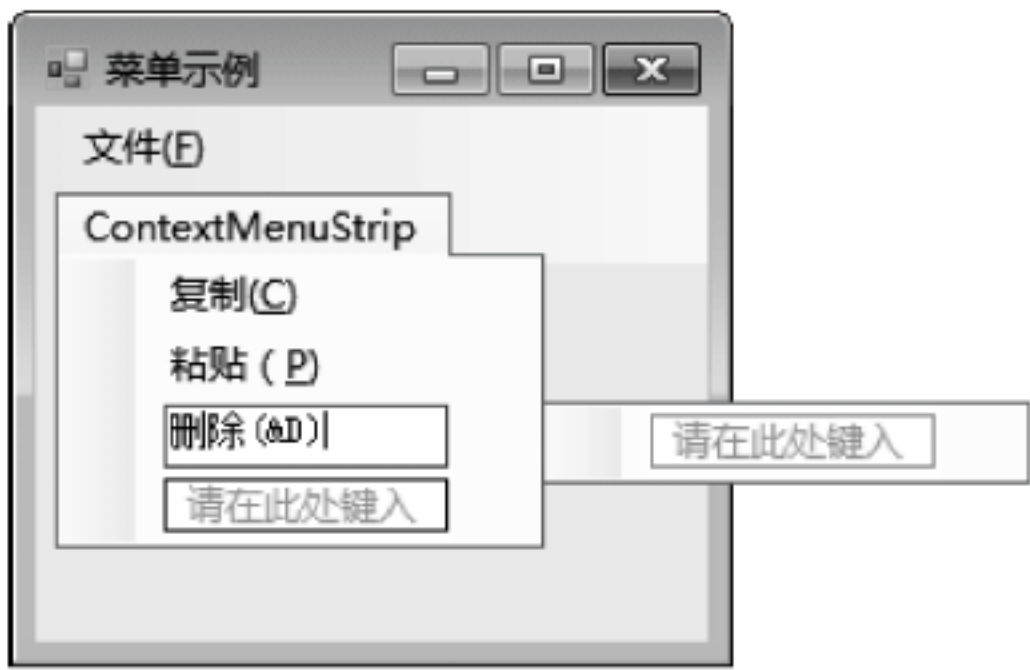 菜单示例
文件(F)
ContextMenuStrip
复制(C)
粘贴 ( P)
删除(&D)
请在此处键入
请在此处键入